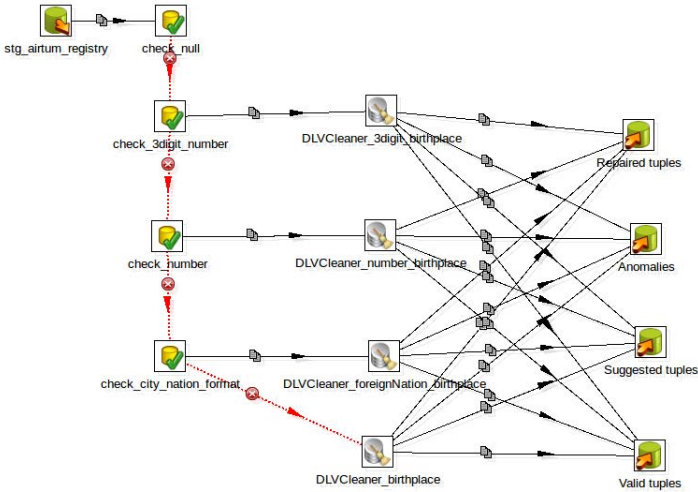 stg_airtum_registry
check_null
check_3digit_number
DLVCleaner_3digit_birthplace
Repaired tuples
check_number
DLVCleaner_number_birthplace
Anomalies
check_city_nation_format
DLVCleaner_foreignNation_birthplace
Suggested tuples
DLVCleaner_birthplace
Valid tuples